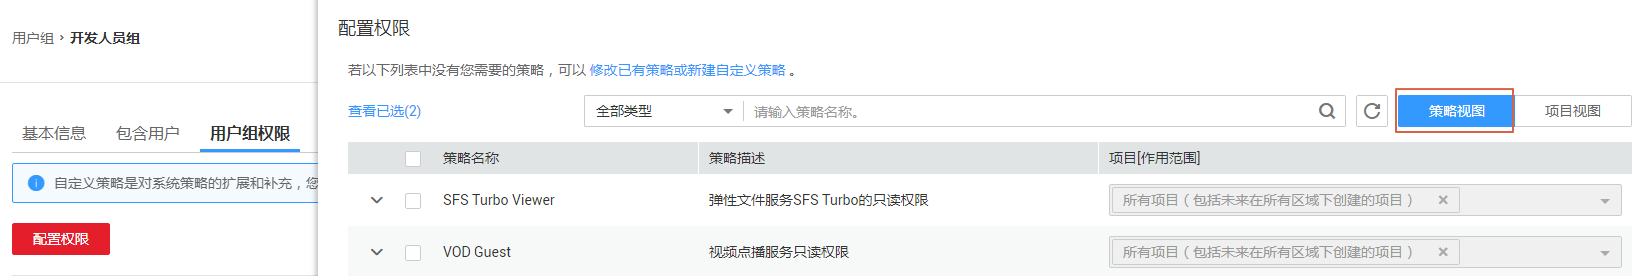 用户组 › 开发人员组
基本信息 包含用户 用户组权限
自定义策略是对系统策略的扩展和补充，您
配置权限
配置权限
若以下列表中没有您需要的策略，可以 修改已有策略或新建自定义策略 。
查看已选(2) 全部类型 请输入策略名称。 策略视图 项目视图
策略名称 策略描述 项目[作用范围]
SFS Turbo Viewer 弹性文件服务SFS Turbo的只读权限 所有项目（包括未来在所有区域下创建的项目）
VOD Guest 视频点播服务只读权限 所有项目（包括未来在所有区域下创建的项目）